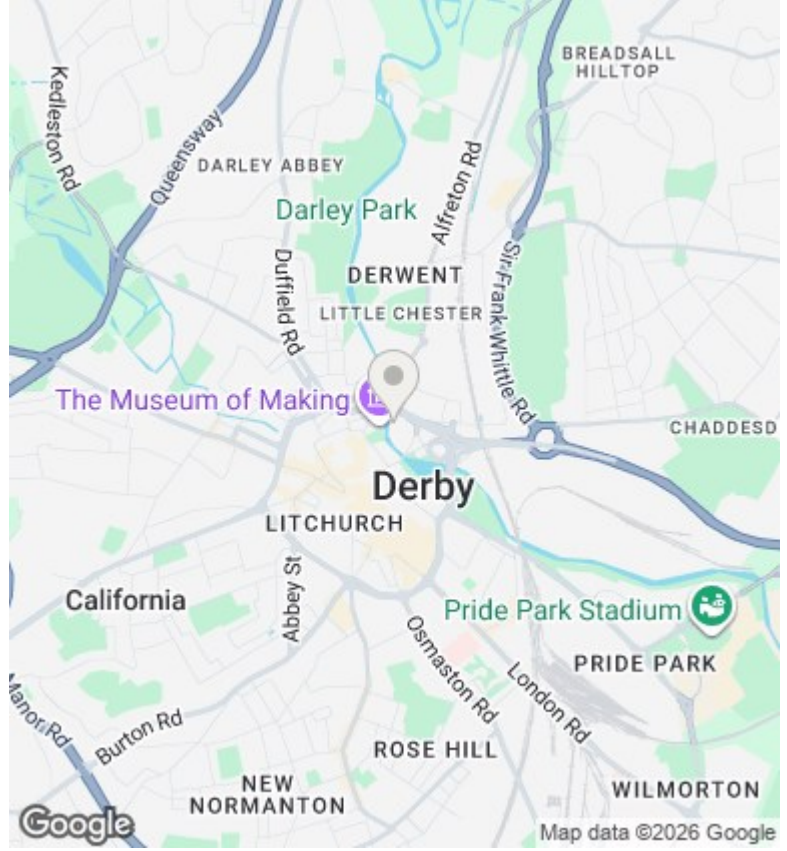 BREADSALL
HILLTOP
Kedleston Rd
Queensway
DARLEY ABBEY
Alfreton Rd
Darley Park
Duffield Rd
DERWENT
LITTLE CHESTER
Sir Frank Whittle Rd
The Museum of Making
CHADDESD
Derby
LITCHURCH
Abbey St
California
Pride Park Stadium
Osmaston Rd
London Rd
PRIDE PARK
Manor Rd
Burton Rd
ROSE HILL
NEW
NORMANTON
WILMORTON
Google
Map data ©2026 Google